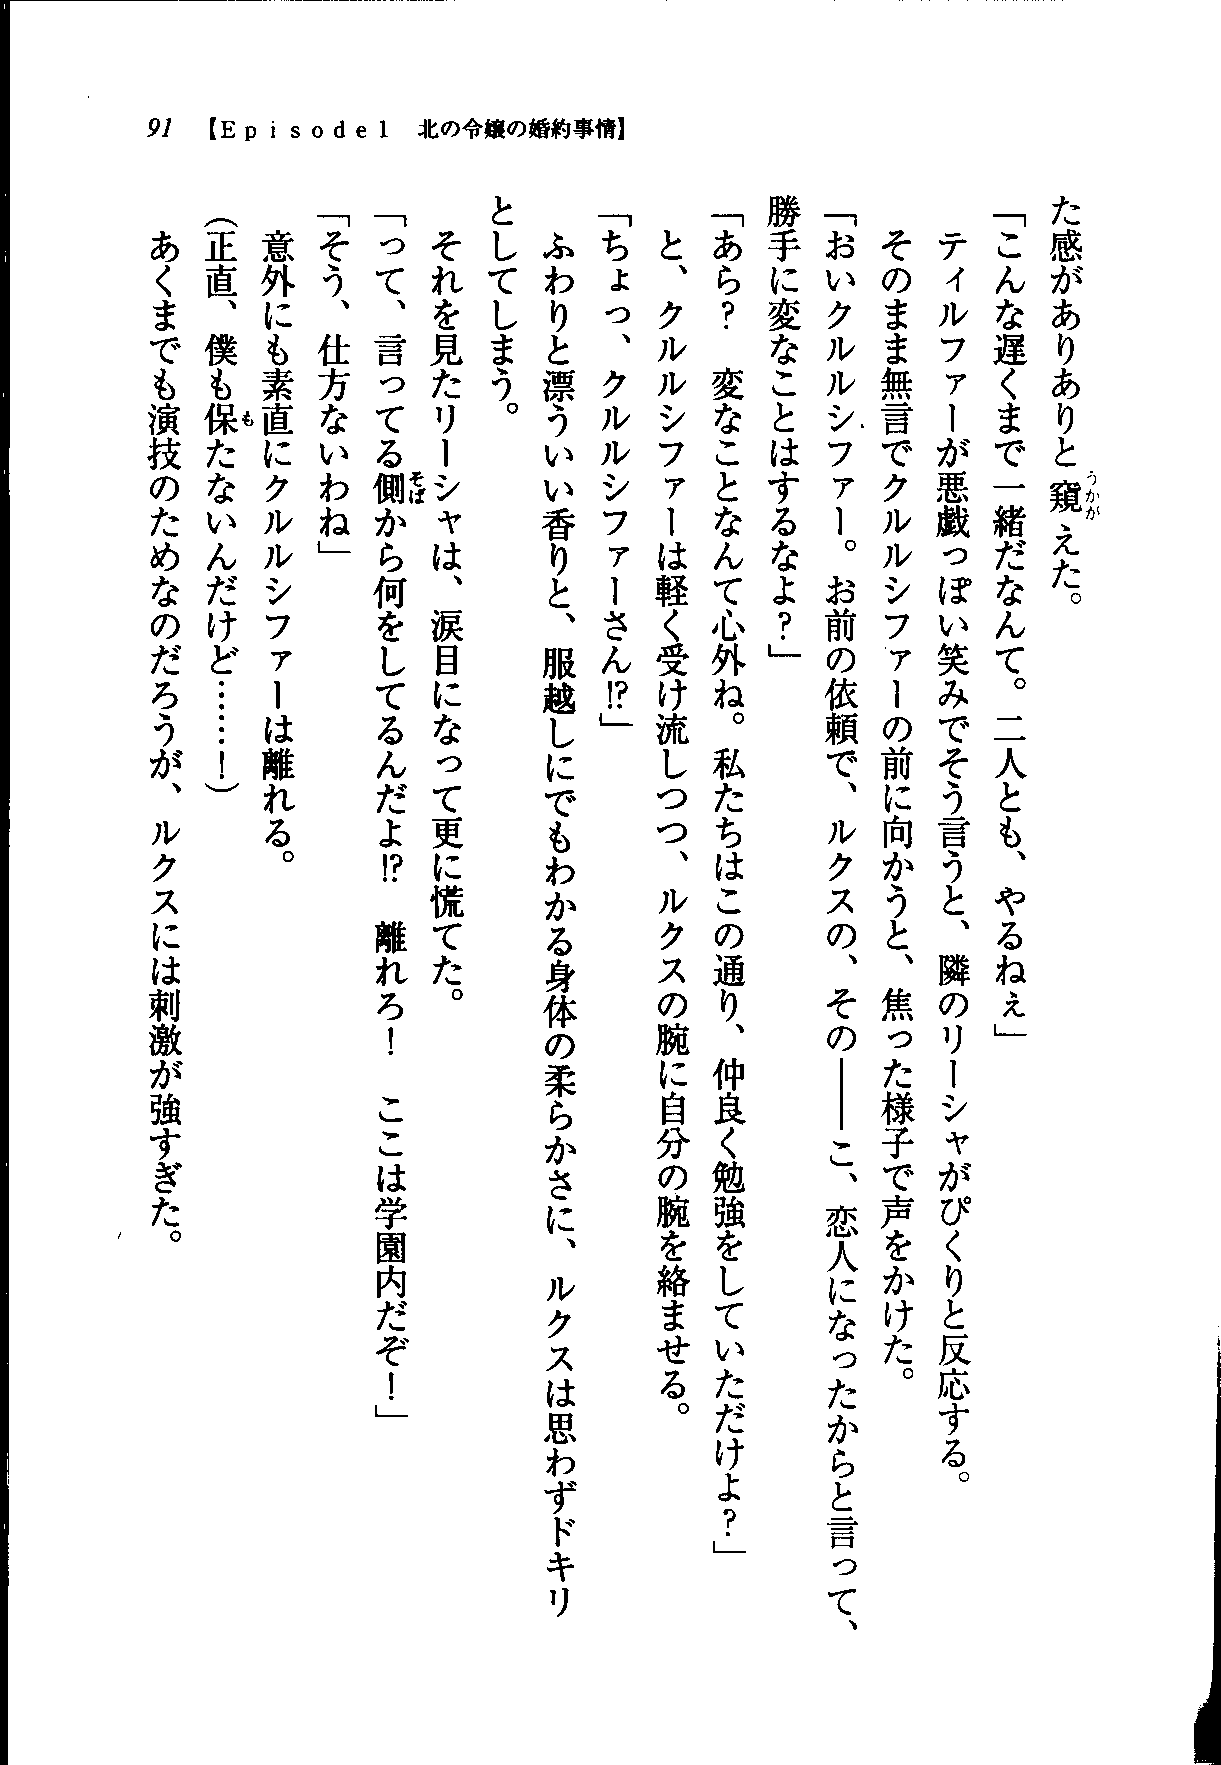 91 【Episode1 北の令嬢の婚約事情】
た感がありありと窺えた。
「こんな遅くまで一緒だなんて。二人とも、やるねぇ」
ティルファーが悪戯っぽい笑みでそう言うと、隣のリーシャがぴくりと反応する。
そのまま無言でクルルシファーの前に向かうと、焦った様子で声をかけた。
「おいクルルシファー。お前の依頼で、ルクスの、その――こ、恋人になったからと言って、
勝手に変なことはするなよ？」
「あら？　変なことなんて心外ね。私たちはこの通り、仲良く勉強をしていただけよ？」
と、クルルシファーは軽く受け流しつつ、ルクスの腕に自分の腕を絡ませる。
「ちょっ、クルルシファーさん!?」
ふわりと漂ういい香りと、服越しにでもわかる身体の柔らかさに、ルクスは思わずドキリ
としてしまう。
それを見たリーシャは、涙目になって更に慌てた。
「って、言ってる側から何をしてるんだよ!?　離れろ！　ここは学園内だぞ！」
「そう、仕方ないわね」
意外にも素直にクルルシファーは離れる。
（正直、僕も保たないんだけど……！）
あくまでも演技のためなのだろうが、ルクスには刺激が強すぎた。